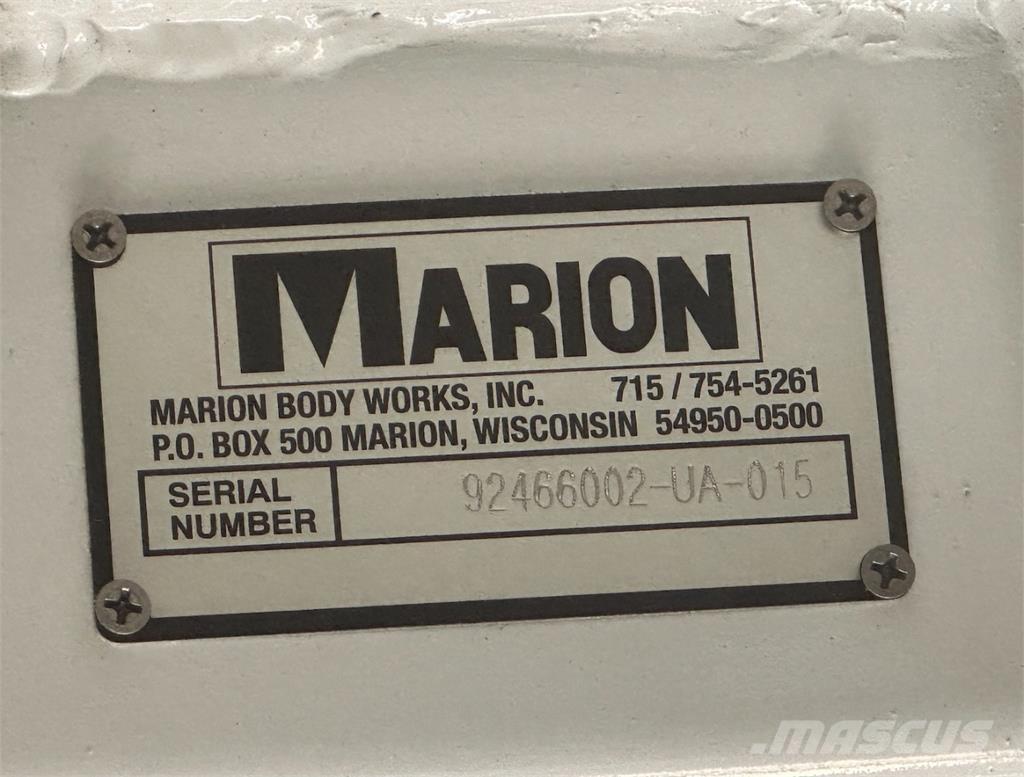 MARION
MARION BODY WORKS, INC. 715 / 754-5261
P.O. BOX 500 MARION, WISCONSIN 54950-0500
SERIAL
NUMBER
92466002-UA-015
.MASCUS